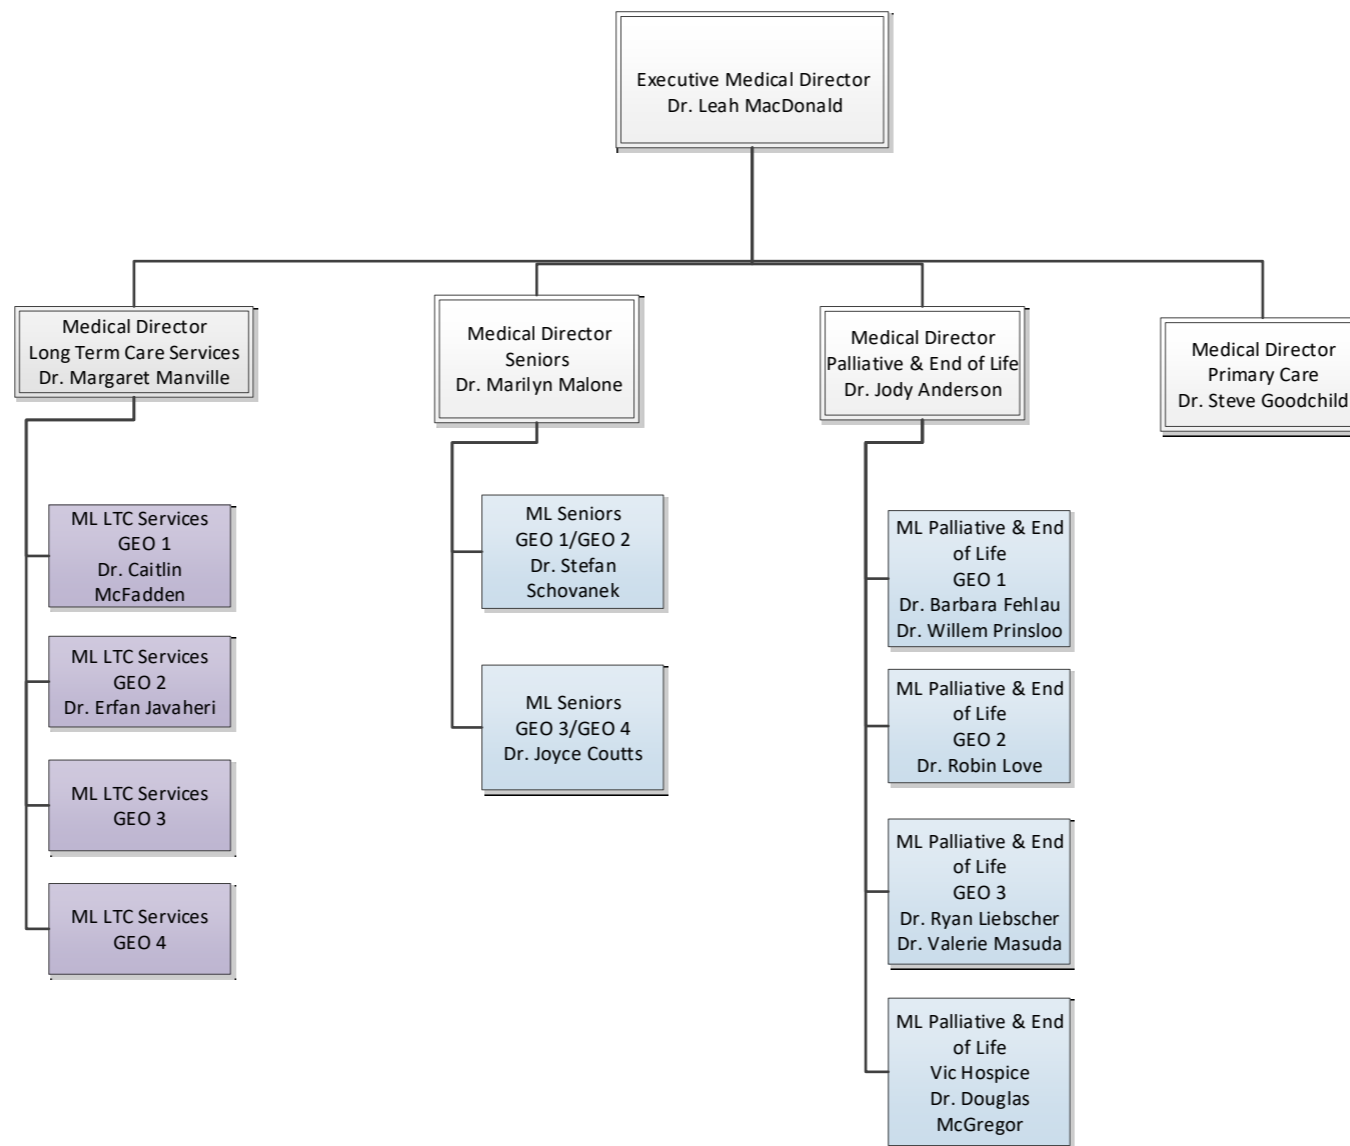 Executive Medical Director
Dr. Leah MacDonald
Medical Director
Long Term Care Services
Dr. Margaret Manville
Medical Director
Seniors
Dr. Marilyn Malone
Medical Director
Palliative & End of Life
Dr. Jody Anderson
Medical Director
Primary Care
Dr. Steve Goodchild
ML LTC Services
GEO 1
Dr. Caitlin
McFadden
ML LTC Services
GEO 2
Dr. Erfan Javaheri
ML LTC Services
GEO 3
ML LTC Services
GEO 4
ML Seniors
GEO 1/GEO 2
Dr. Stefan
Schovanek
ML Seniors
GEO 3/GEO 4
Dr. Joyce Coutts
ML Palliative & End
of Life
GEO 1
Dr. Barbara Fehlau
Dr. Willem Prinsloo
ML Palliative & End
of Life
GEO 2
Dr. Robin Love
ML Palliative & End
of Life
GEO 3
Dr. Ryan Liebscher
Dr. Valerie Masuda
ML Palliative & End
of Life
Vic Hospice
Dr. Douglas
McGregor